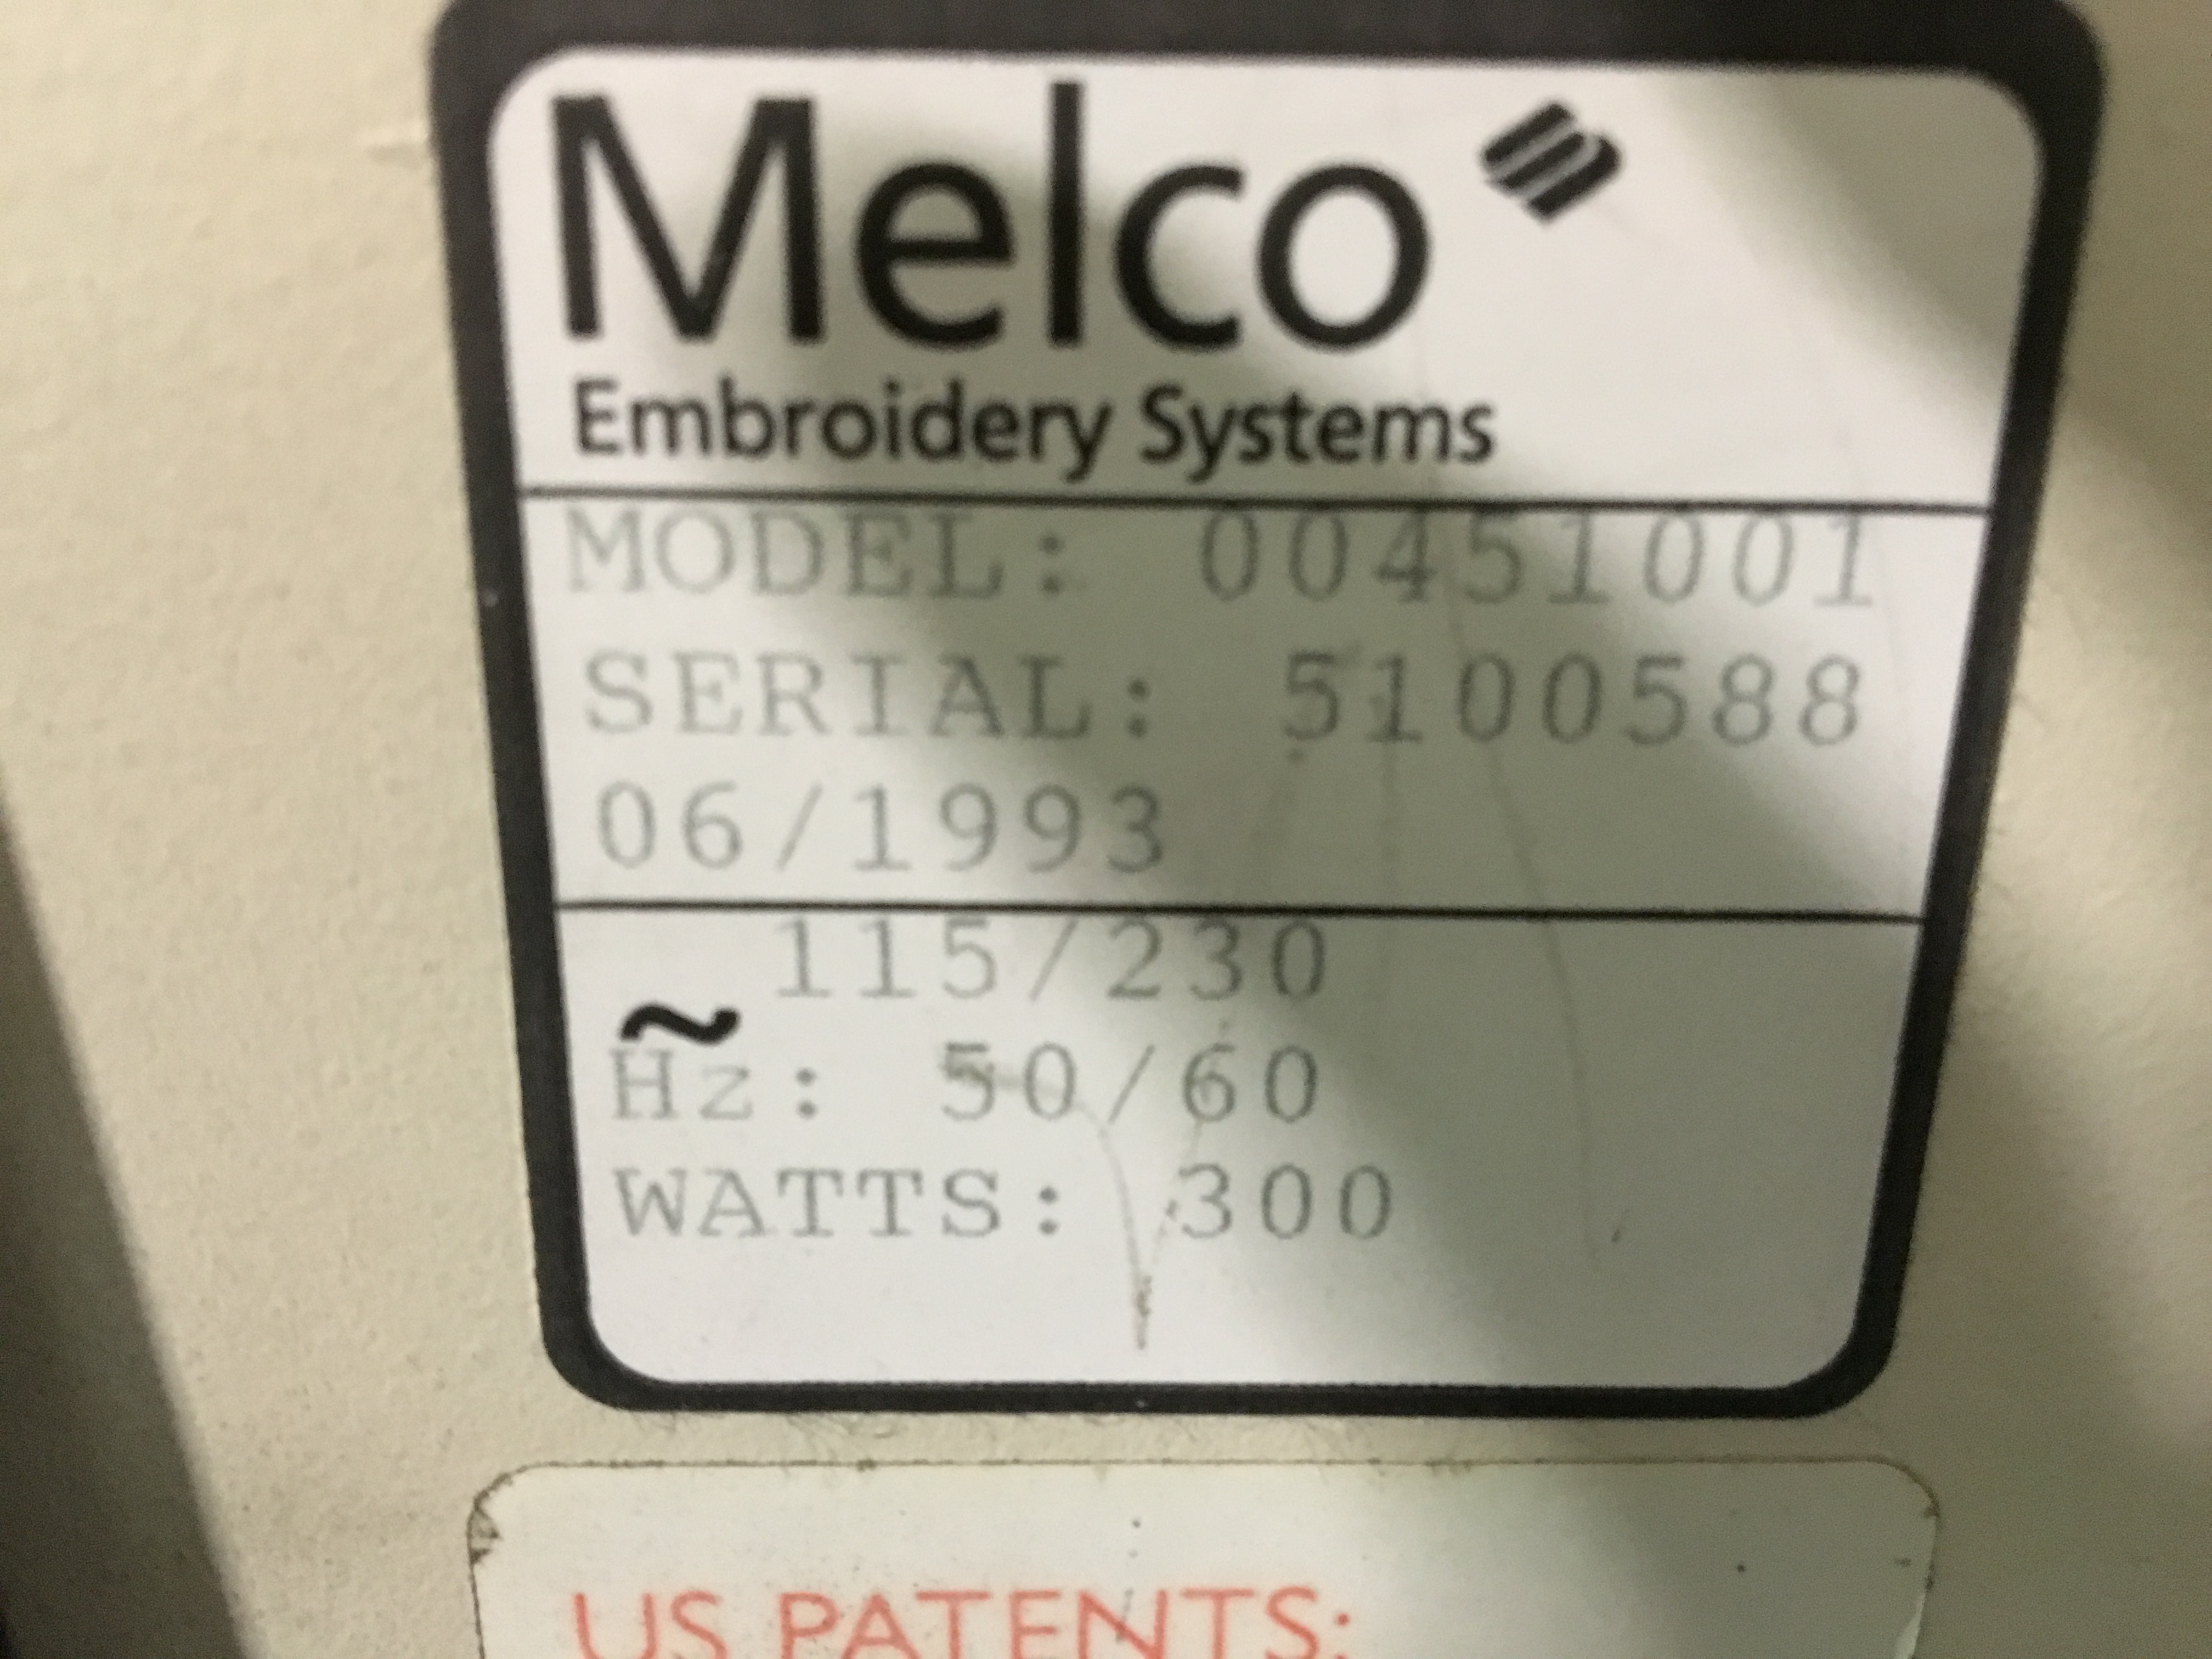 Melco
Embroidery Systems
MODEL: 00451001
SERIAL: 5100588
06/1993
~ 115/230
Hz: 50/60
WATTS: 300
US PATENTS: